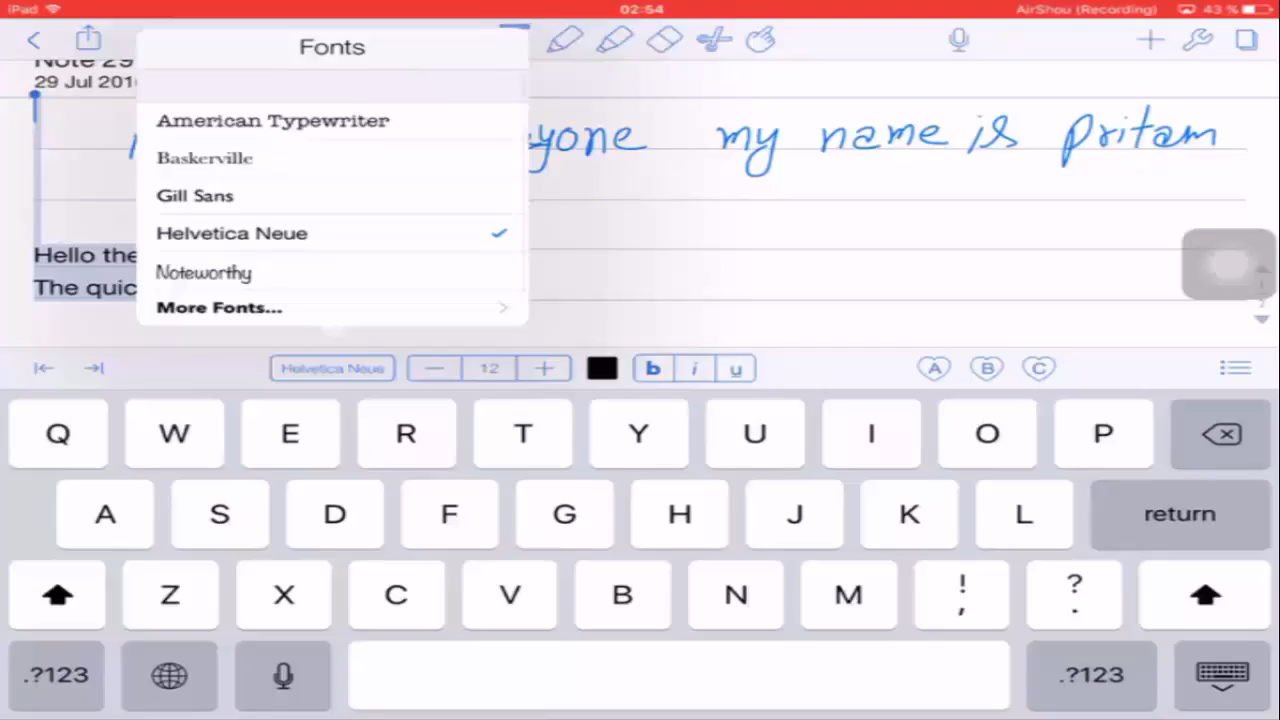 iPad 02:54 AirShou (Recording) 43 %
Fonts
Note 29
29 Jul 201
American Typewriter
yone my name is pritam
Baskerville
Gill Sans
Helvetica Neue
Hello the
Noteworthy
The quic
More Fonts...
Helvetica Neue 12 b i u A B C
Q W E R T Y U I O P
A S D F G H J K L return
Z X C V B N M ! , ? .
.?123 .?123